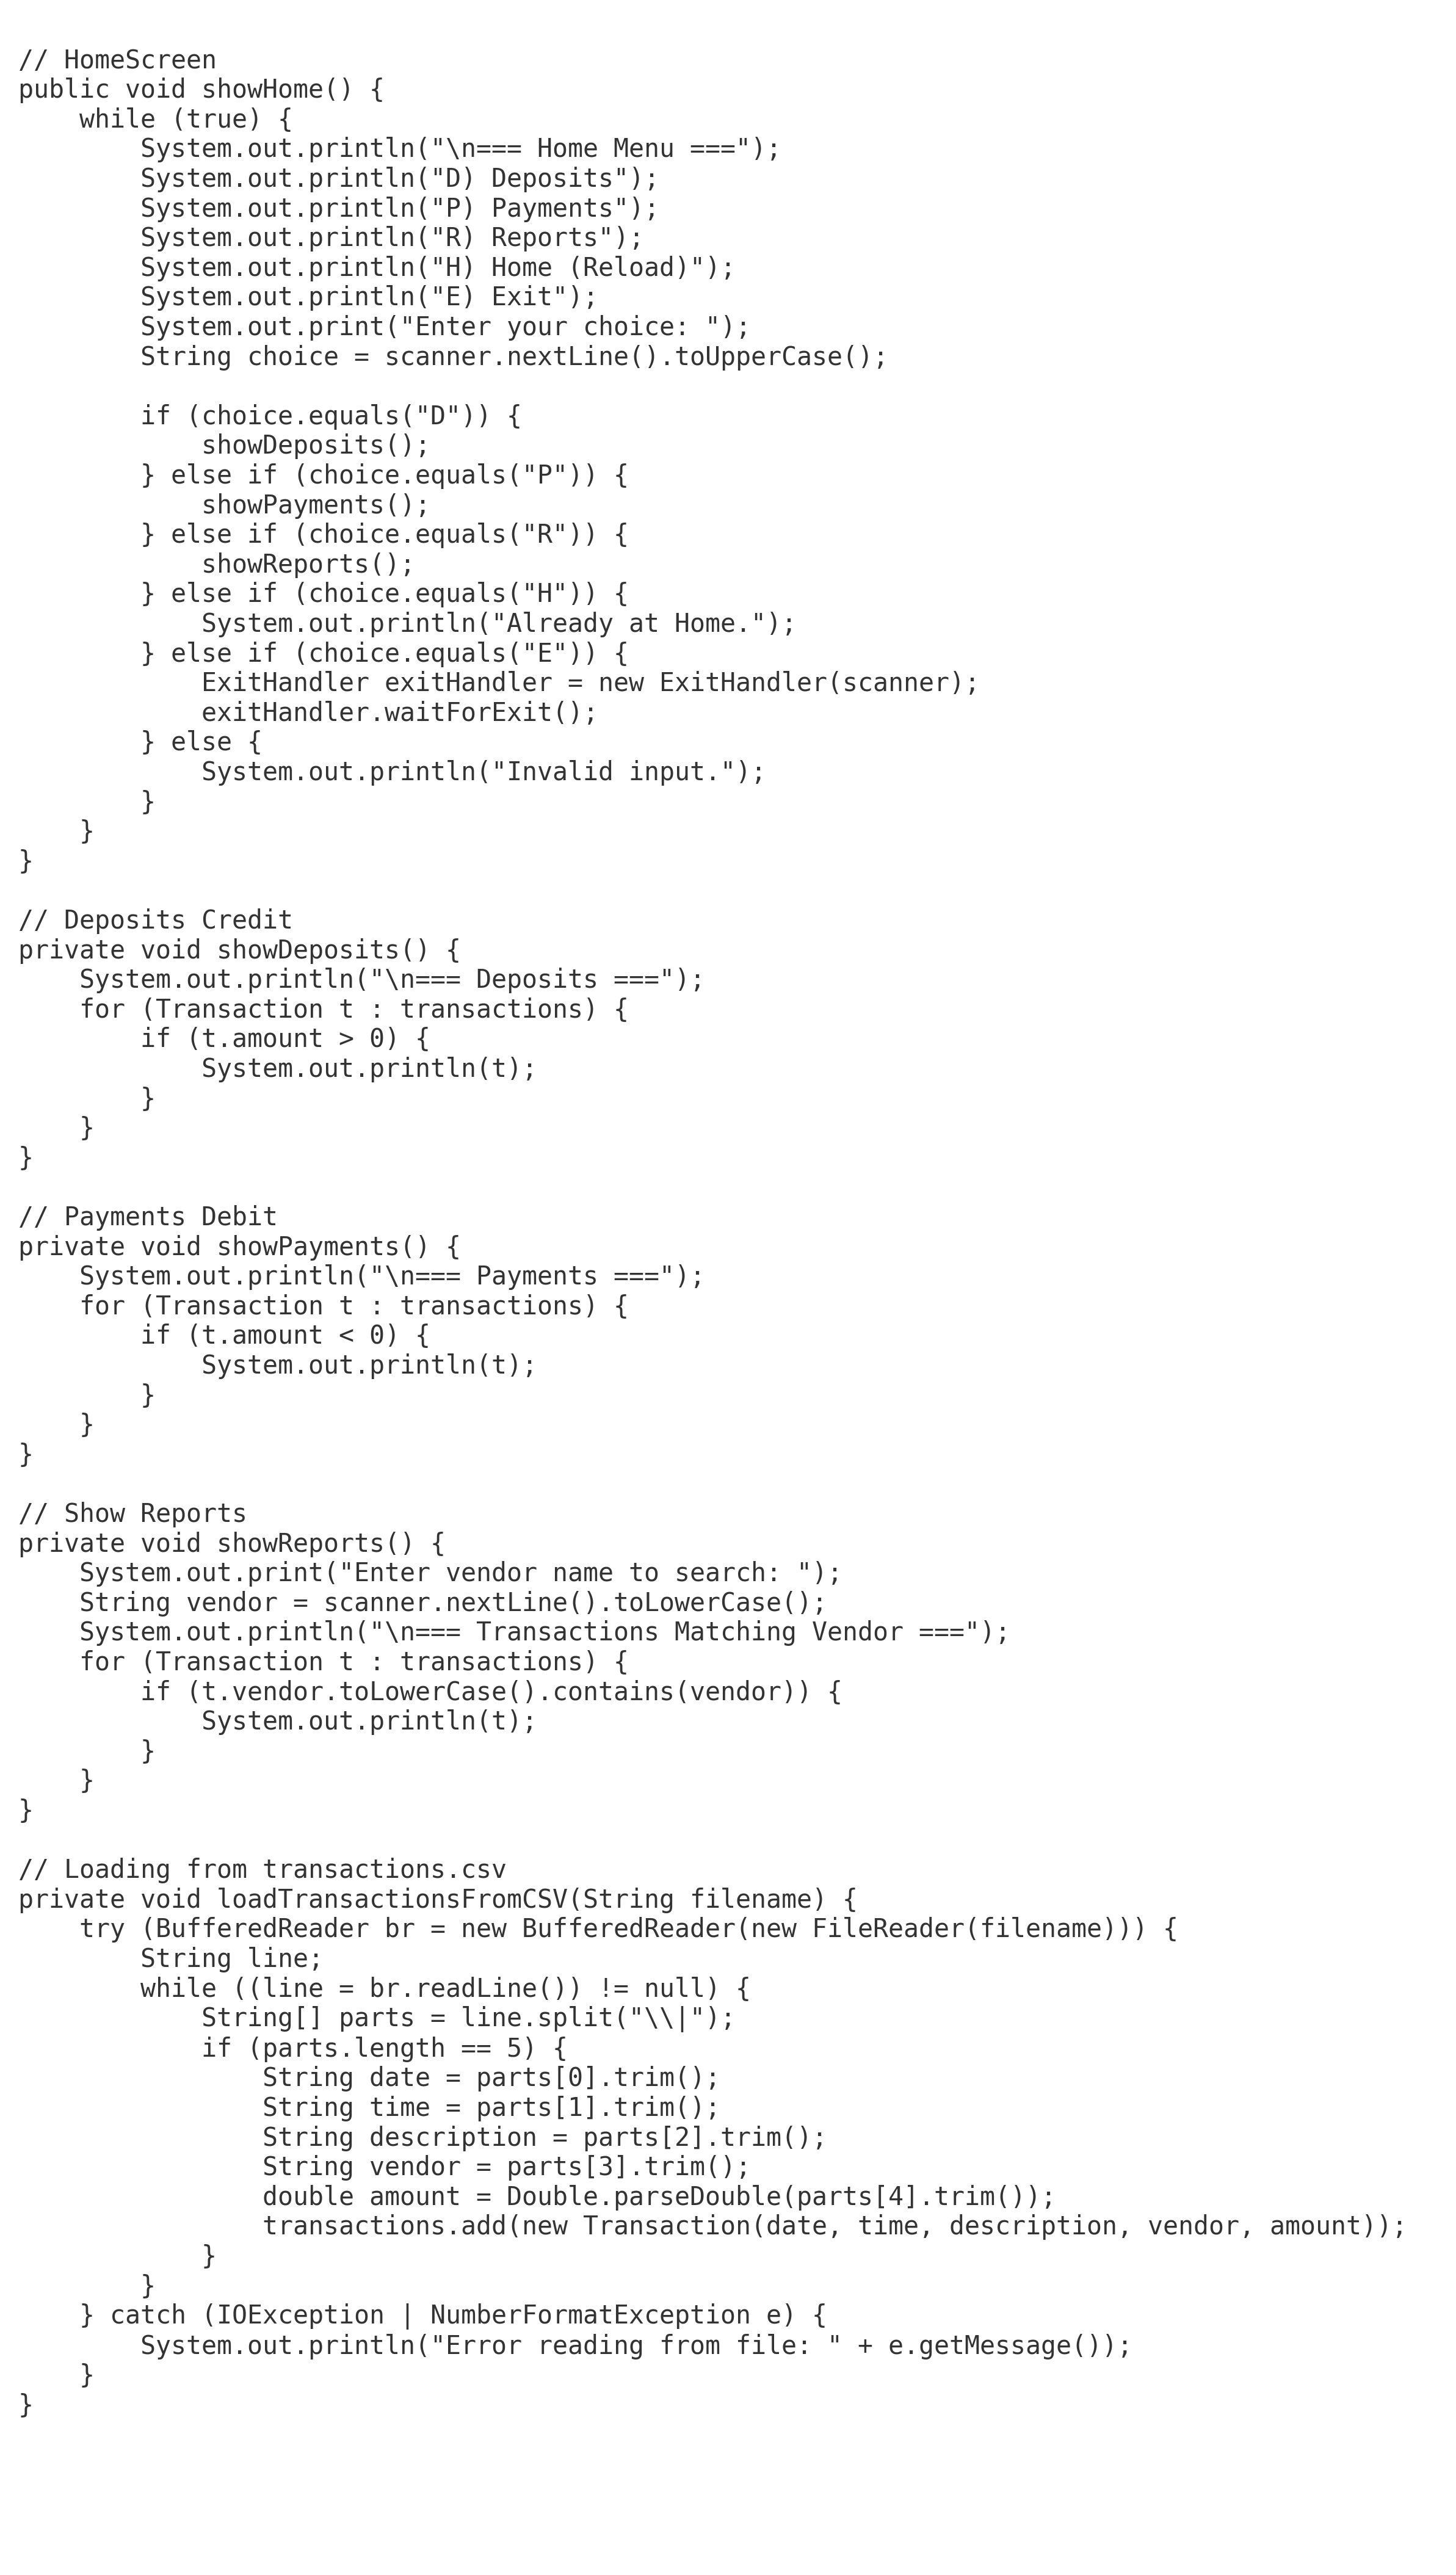 // HomeScreen
public void showHome() {
    while (true) {
        System.out.println("\n=== Home Menu ===");
        System.out.println("D) Deposits");
        System.out.println("P) Payments");
        System.out.println("R) Reports");
        System.out.println("H) Home (Reload)");
        System.out.println("E) Exit");
        System.out.print("Enter your choice: ");
        String choice = scanner.nextLine().toUpperCase();

        if (choice.equals("D")) {
            showDeposits();
        } else if (choice.equals("P")) {
            showPayments();
        } else if (choice.equals("R")) {
            showReports();
        } else if (choice.equals("H")) {
            System.out.println("Already at Home.");
        } else if (choice.equals("E")) {
            ExitHandler exitHandler = new ExitHandler(scanner);
            exitHandler.waitForExit();
        } else {
            System.out.println("Invalid input.");
        }
    }
}

// Deposits Credit
private void showDeposits() {
    System.out.println("\n=== Deposits ===");
    for (Transaction t : transactions) {
        if (t.amount > 0) {
            System.out.println(t);
        }
    }
}

// Payments Debit
private void showPayments() {
    System.out.println("\n=== Payments ===");
    for (Transaction t : transactions) {
        if (t.amount < 0) {
            System.out.println(t);
        }
    }
}

// Show Reports
private void showReports() {
    System.out.print("Enter vendor name to search: ");
    String vendor = scanner.nextLine().toLowerCase();
    System.out.println("\n=== Transactions Matching Vendor ===");
    for (Transaction t : transactions) {
        if (t.vendor.toLowerCase().contains(vendor)) {
            System.out.println(t);
        }
    }
}

// Loading from transactions.csv
private void loadTransactionsFromCSV(String filename) {
    try (BufferedReader br = new BufferedReader(new FileReader(filename))) {
        String line;
        while ((line = br.readLine()) != null) {
            String[] parts = line.split("\\|");
            if (parts.length == 5) {
                String date = parts[0].trim();
                String time = parts[1].trim();
                String description = parts[2].trim();
                String vendor = parts[3].trim();
                double amount = Double.parseDouble(parts[4].trim());
                transactions.add(new Transaction(date, time, description, vendor, amount));
            }
        }
    } catch (IOException | NumberFormatException e) {
        System.out.println("Error reading from file: " + e.getMessage());
    }
}